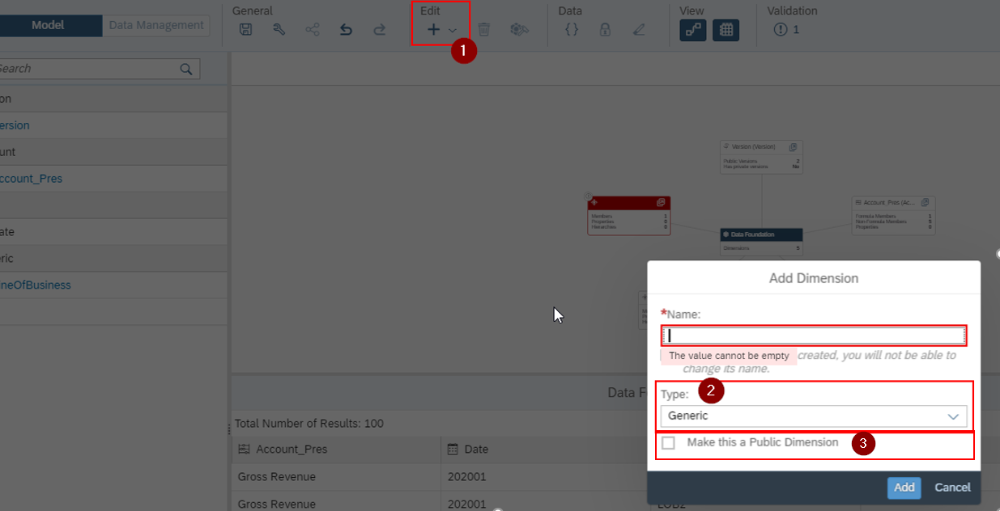 Model
Data Management
General
Edit
Data
View
Validation
1
1
Search
on
ersion
unt
ccount_Pres
ate
ric
neOfBusiness
Version (Version)
Public Versions 2
Has private versions No
Members 1
Properties 0
Hierarchies 0
Account_Pres (Ac...
Formula Members 1
Non-Formula Members 5
Properties 0
Data Foundation
Dimensions 5
Add Dimension
*Name:
The value cannot be empty created, you will not be able to
change its name.
Type: 2
Generic
Make this a Public Dimension 3
Add Cancel
Data F
Total Number of Results: 100
Account_Pres Date
Gross Revenue 202001
Gross Revenue 202001 LOB2